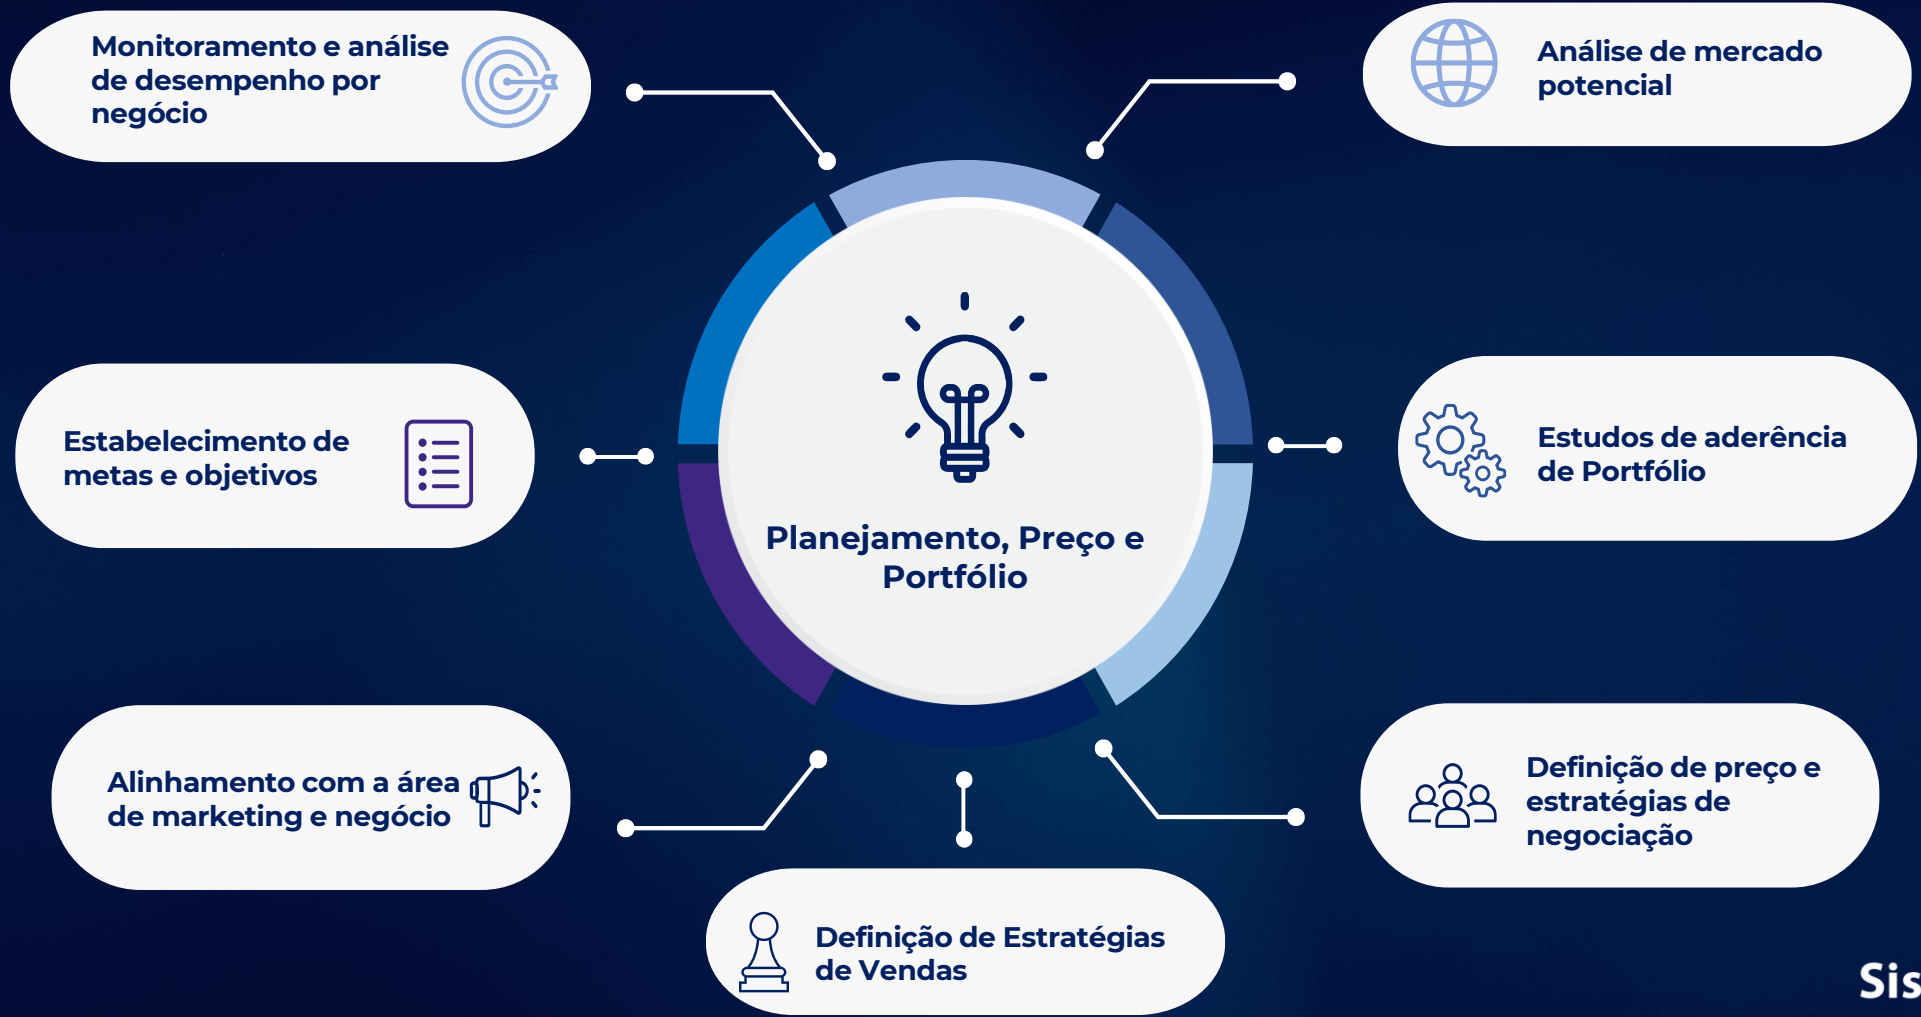 Monitoramento e análise
de desempenho por
negócio
Análise de mercado
potencial
Estabelecimento de
metas e objetivos
Planejamento, Preço e
Portfólio
Estudos de aderência
de Portfólio
Alinhamento com a área
de marketing e negócio
Definição de preço e
estratégias de
negociação
Definição de Estratégias
de Vendas
Sis